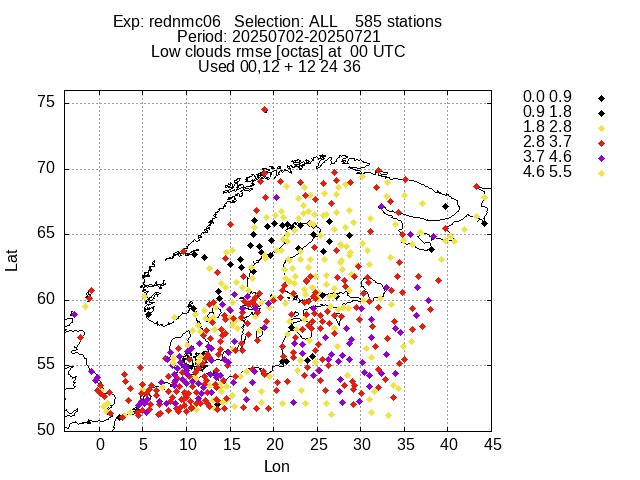 Exp: rednmc06 Selection: ALL 585 stations
Period: 20250702-20250721
Low clouds rmse [octas] at 00 UTC
Used 00,12 + 12 24 36
0.0 0.9
0.9 1.8
1.8 2.8
2.8 3.7
3.7 4.6
4.6 5.5
75
70
65
60
55
50
Lat
0 5 10 15 20 25 30 35 40 45
Lon